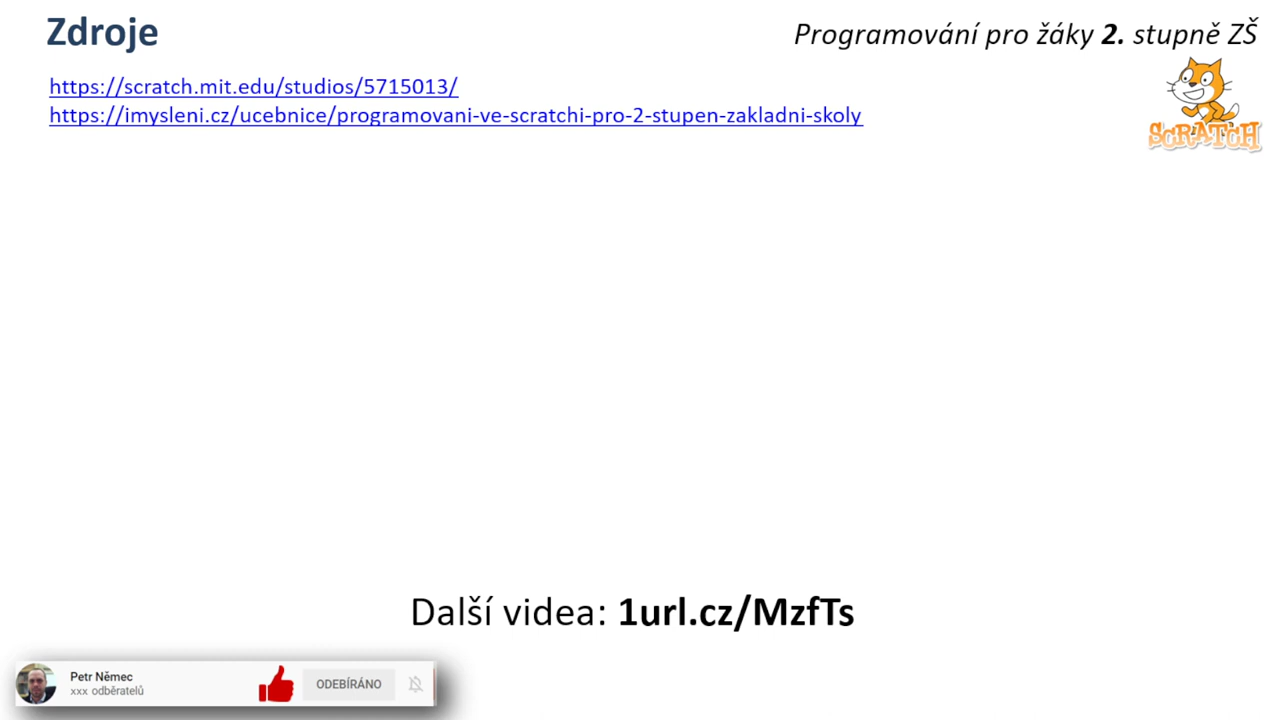 Zdroje
Programování pro žáky 2. stupně ZŠ
https://scratch.mit.edu/studios/5715013/
https://imysleni.cz/ucebnice/programovani-ve-scratchi-pro-2-stupen-zakladni-skoly
SCRATCH
Další videa: 1url.cz/MzfTs
Petr Němec
xxx odběratelů
ODEBÍRÁNO